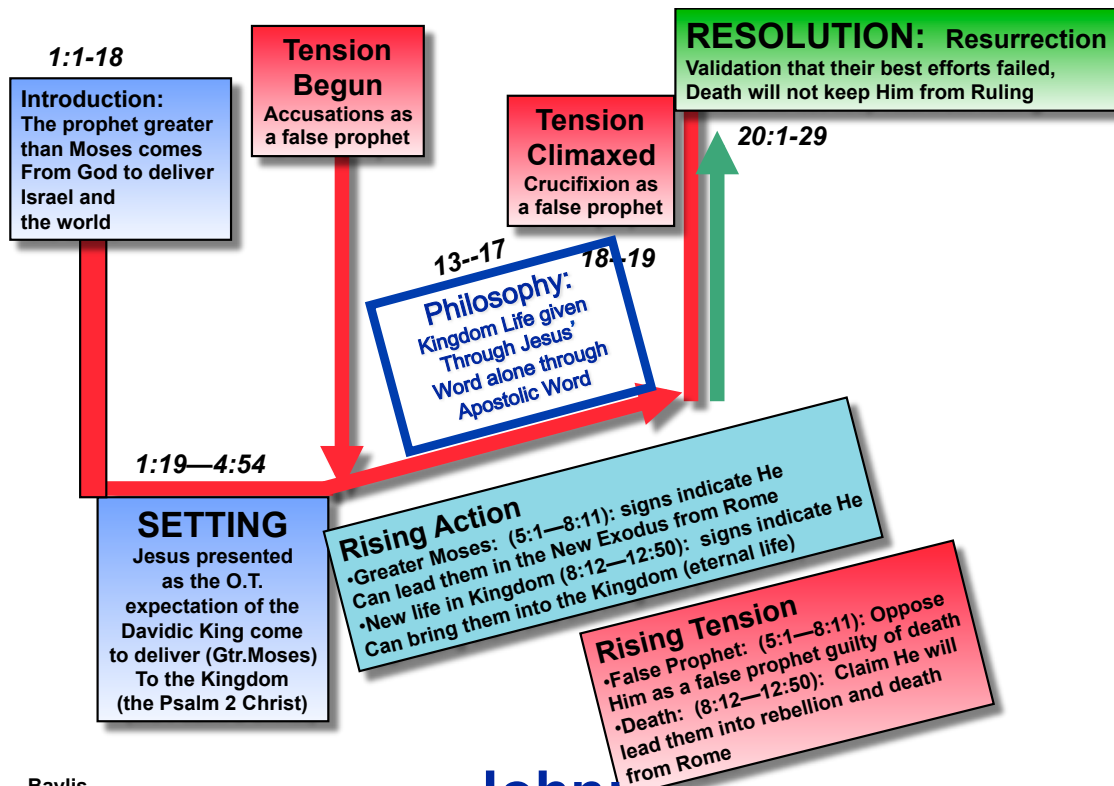 1:1-18
Introduction:
The prophet greater
than Moses comes
From God to deliver
Israel and
the world
Tension
Begun
Accusations as
a false prophet
RESOLUTION: Resurrection
Validation that their best efforts failed,
Death will not keep Him from Ruling
Tension
Climaxed
Crucifixion as
a false prophet
20:1-29
13--17
18--19
Philosophy:
Kingdom Life given
Through Jesus’
Word alone through
Apostolic Word
1:19—4:54
SETTING
Jesus presented
as the O.T.
expectation of the
Davidic King come
to deliver (Gtr.Moses)
To the Kingdom
(the Psalm 2 Christ)
Rising Action
•Greater Moses: (5:1—8:11): signs indicate He
Can lead them in the New Exodus from Rome
•New life in Kingdom (8:12—12:50): signs indicate He
Can bring them into the Kingdom (eternal life)
Rising Tension
•False Prophet: (5:1—8:11): Oppose
Him as a false prophet guilty of death
•Death: (8:12—12:50): Claim He will
lead them into rebellion and death
from Rome
Baylis